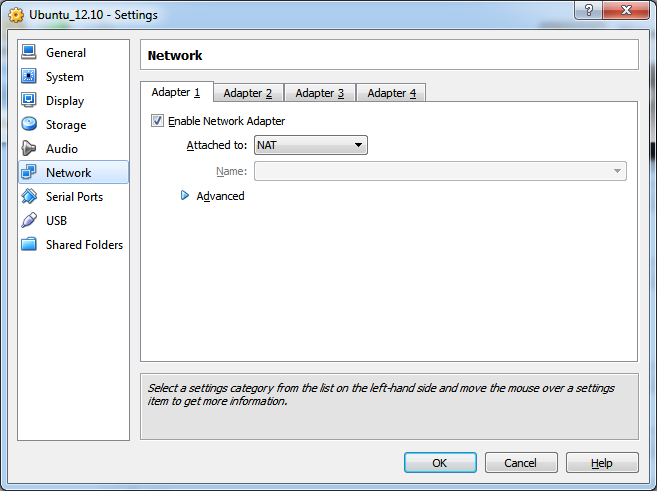 Ubuntu_12.10 - Settings
General
System
Display
Storage
Audio
Network
Serial Ports
USB
Shared Folders
Network
Adapter 1 Adapter 2 Adapter 3 Adapter 4
Enable Network Adapter
Attached to: NAT
Name:
Advanced
Select a settings category from the list on the left-hand side and move the mouse over a settings
item to get more information.
OK Cancel Help